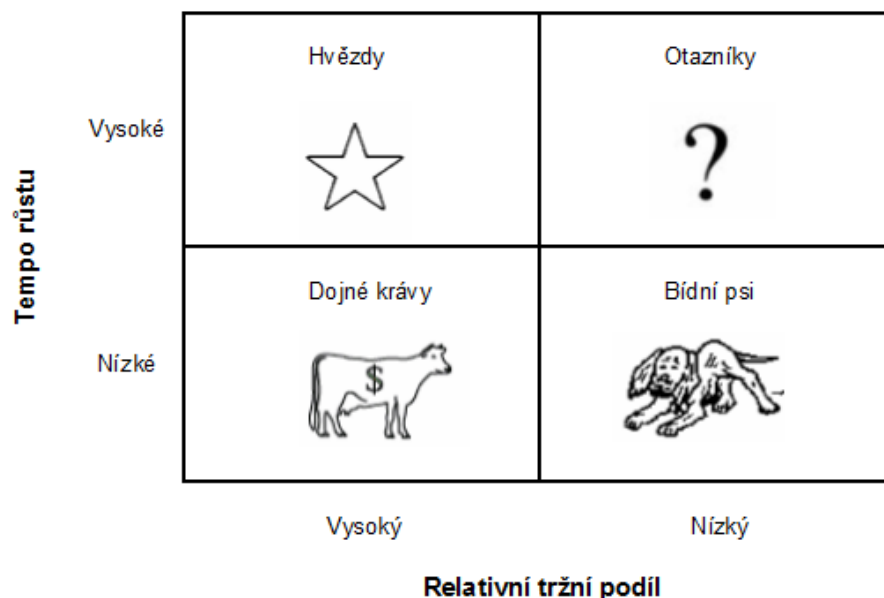 Hvězdy
Otazníky
Vysoké
?
Tempo růstu
Dojné krávy
Bídní psi
Nízké
$
Vysoký
Nízký
Relativní tržní podíl